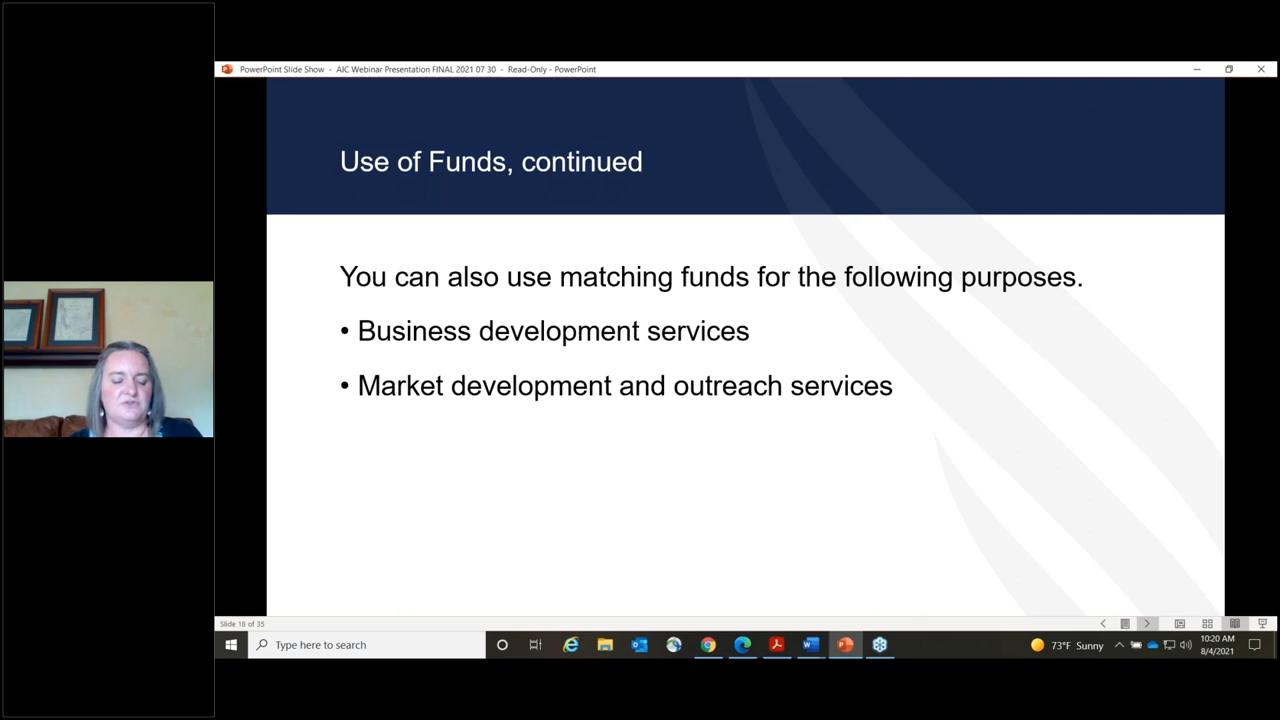 PowerPoint Slide Show - AIC Webinar Presentation FINAL 2021 07 30 - Read-Only - PowerPoint
Use of Funds, continued
You can also use matching funds for the following purposes.
• Business development services
• Market development and outreach services
Slide 18 of 35
Type here to search
73°F Sunny
10:20 AM
8/4/2021